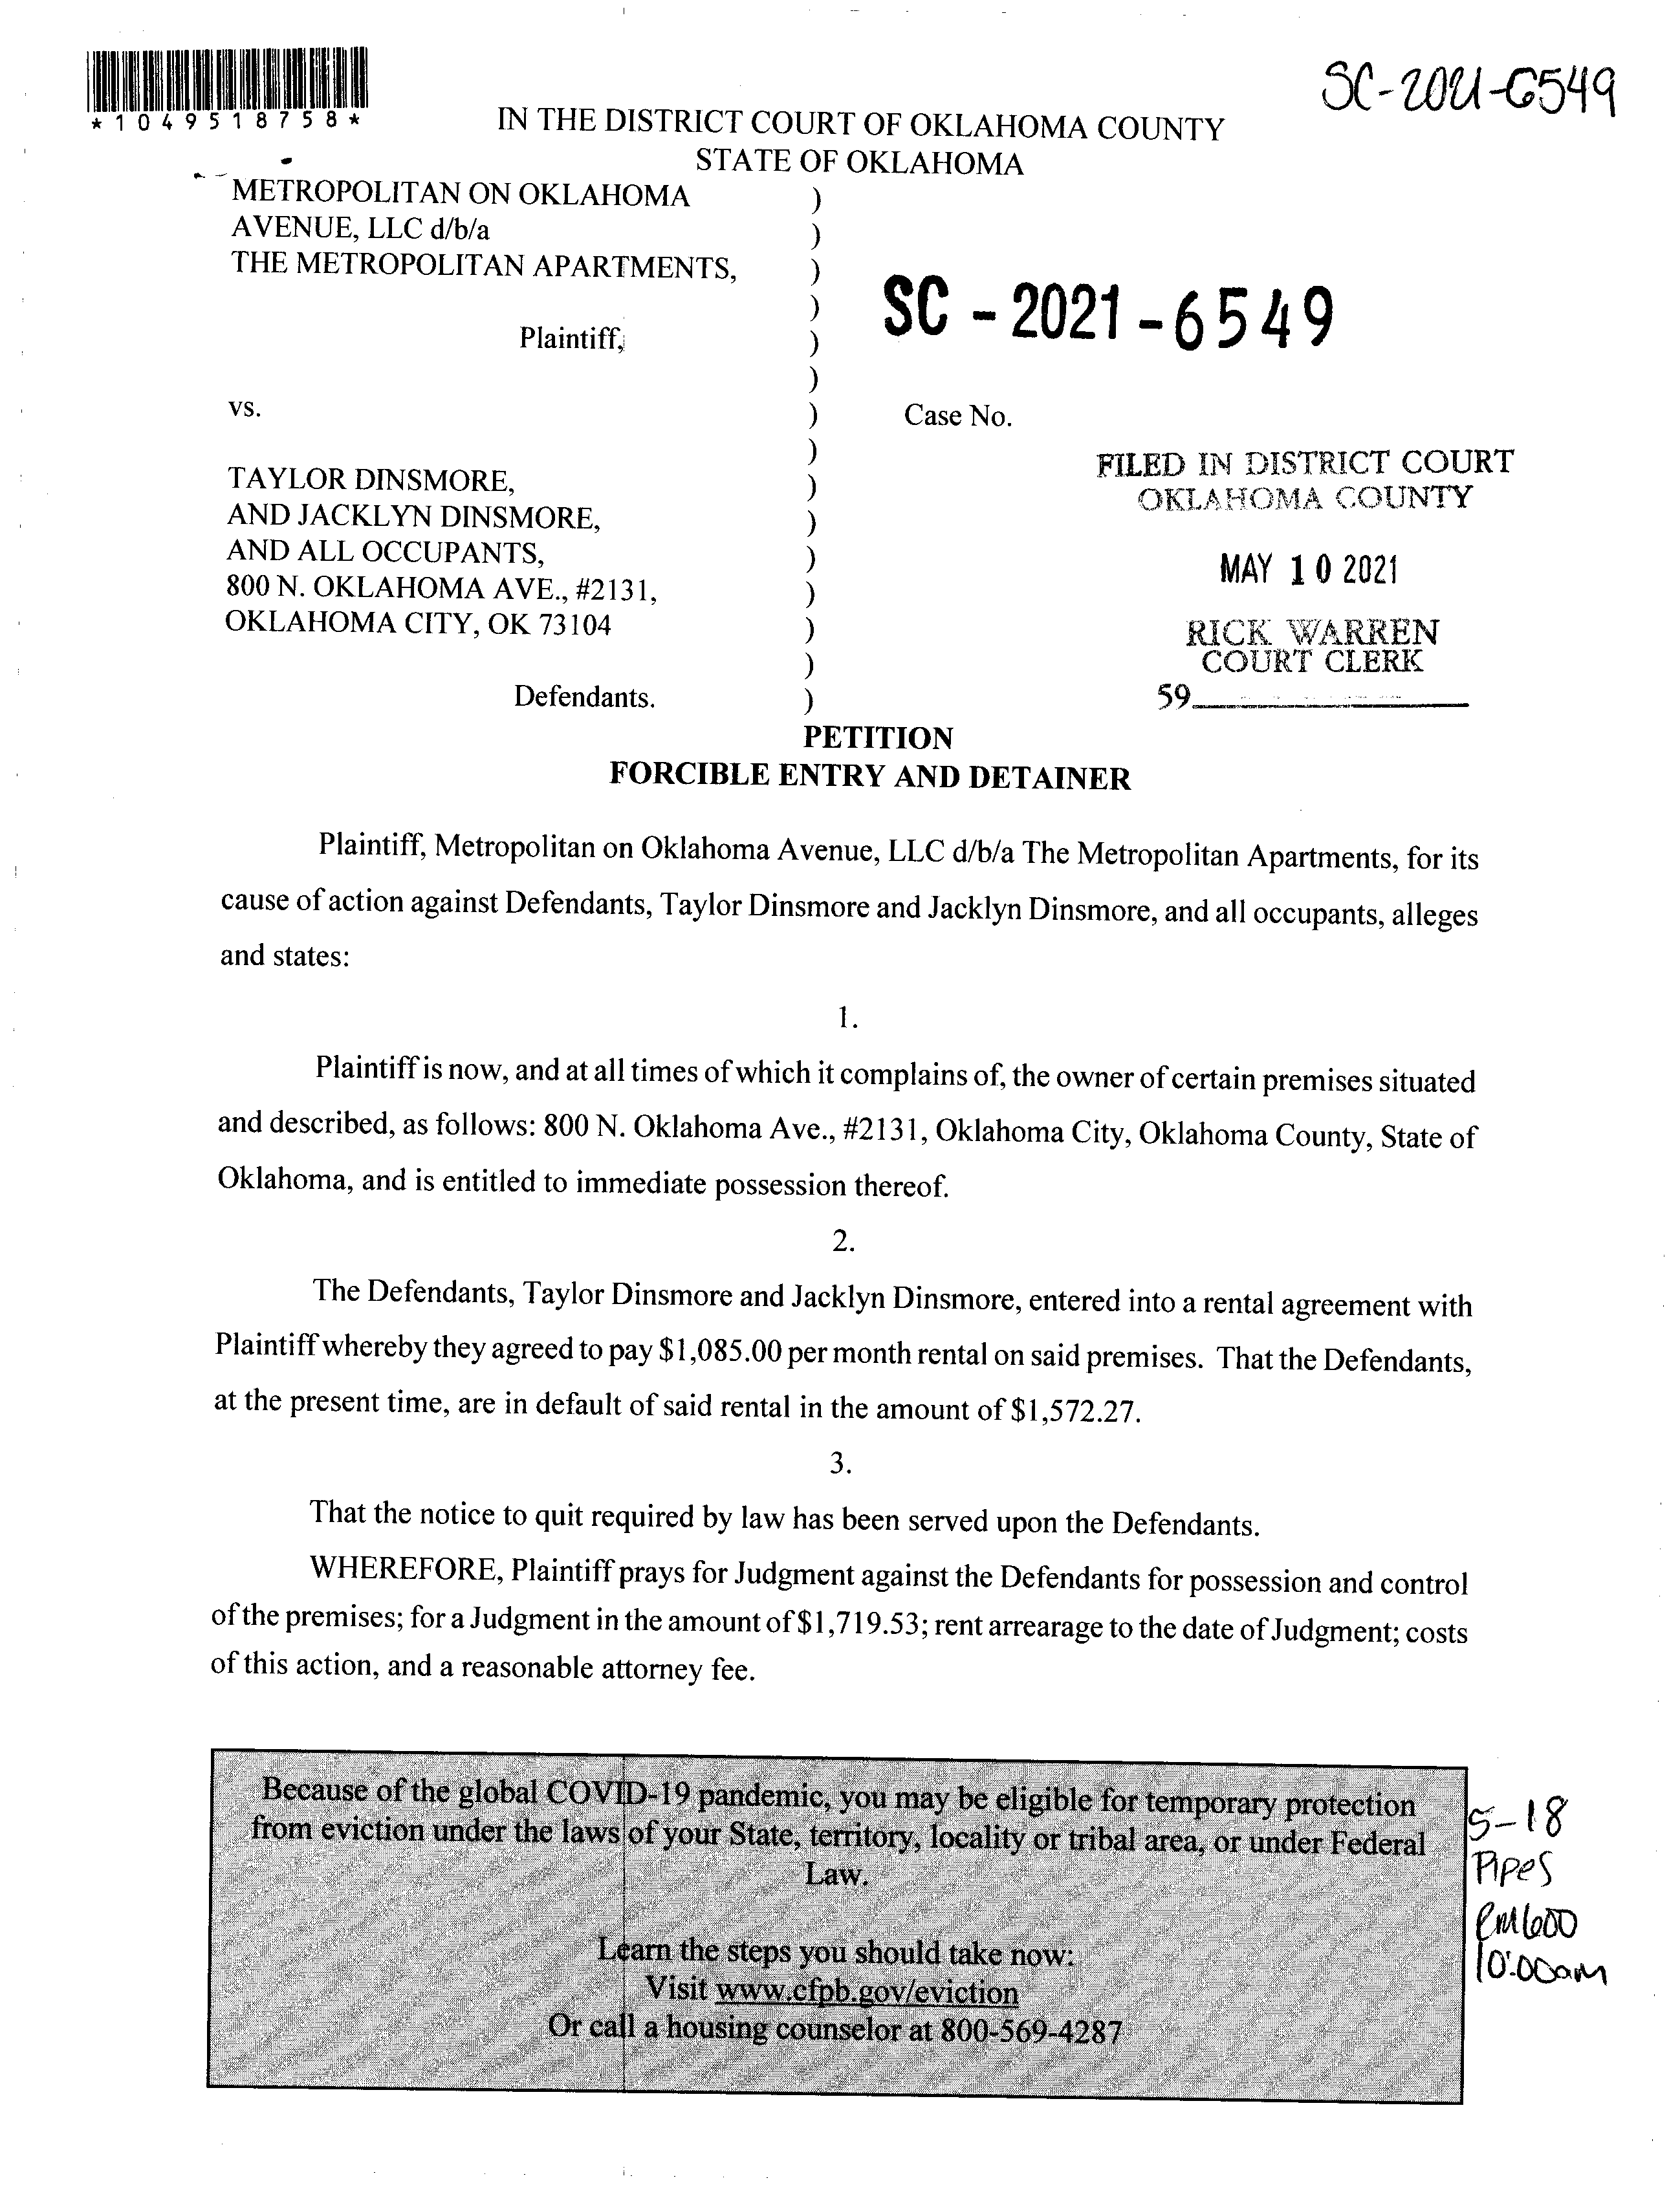 SC-2021-6549
*1049518758*
IN THE DISTRICT COURT OF OKLAHOMA COUNTY
STATE OF OKLAHOMA
METROPOLITAN ON OKLAHOMA )
AVENUE, LLC d/b/a )
THE METROPOLITAN APARTMENTS, )
)
SC - 2021 - 6549
Plaintiff, )
)
vs. ) Case No.
)
TAYLOR DINSMORE, )
AND JACKLYN DINSMORE, )
AND ALL OCCUPANTS, )
800 N. OKLAHOMA AVE., #2131, )
OKLAHOMA CITY, OK 73104 )
)
Defendants. )
FILED IN DISTRICT COURT
OKLAHOMA COUNTY
MAY 10 2021
RICK WARREN
COURT CLERK
59
PETITION
FORCIBLE ENTRY AND DETAINER
Plaintiff, Metropolitan on Oklahoma Avenue, LLC d/b/a The Metropolitan Apartments, for its
cause of action against Defendants, Taylor Dinsmore and Jacklyn Dinsmore, and all occupants, alleges
and states:
1.
Plaintiff is now, and at all times of which it complains of, the owner of certain premises situated
and described, as follows: 800 N. Oklahoma Ave., #2131, Oklahoma City, Oklahoma County, State of
Oklahoma, and is entitled to immediate possession thereof.
2.
The Defendants, Taylor Dinsmore and Jacklyn Dinsmore, entered into a rental agreement with
Plaintiff whereby they agreed to pay $1,085.00 per month rental on said premises. That the Defendants,
at the present time, are in default of said rental in the amount of $1,572.27.
3.
That the notice to quit required by law has been served upon the Defendants.
WHEREFORE, Plaintiff prays for Judgment against the Defendants for possession and control
of the premises; for a Judgment in the amount of $1,719.53; rent arrearage to the date of Judgment; costs
of this action, and a reasonable attorney fee.
Because of the global COVID-19 pandemic, you may be eligible for temporary protection
from eviction under the laws of your State, territory, locality or tribal area, or under Federal
Law.
Learn the steps you should take now:
Visit www.cfpb.gov/eviction
Or call a housing counselor at 800-569-4287
5-18
Pipes
Rm600
10:00am